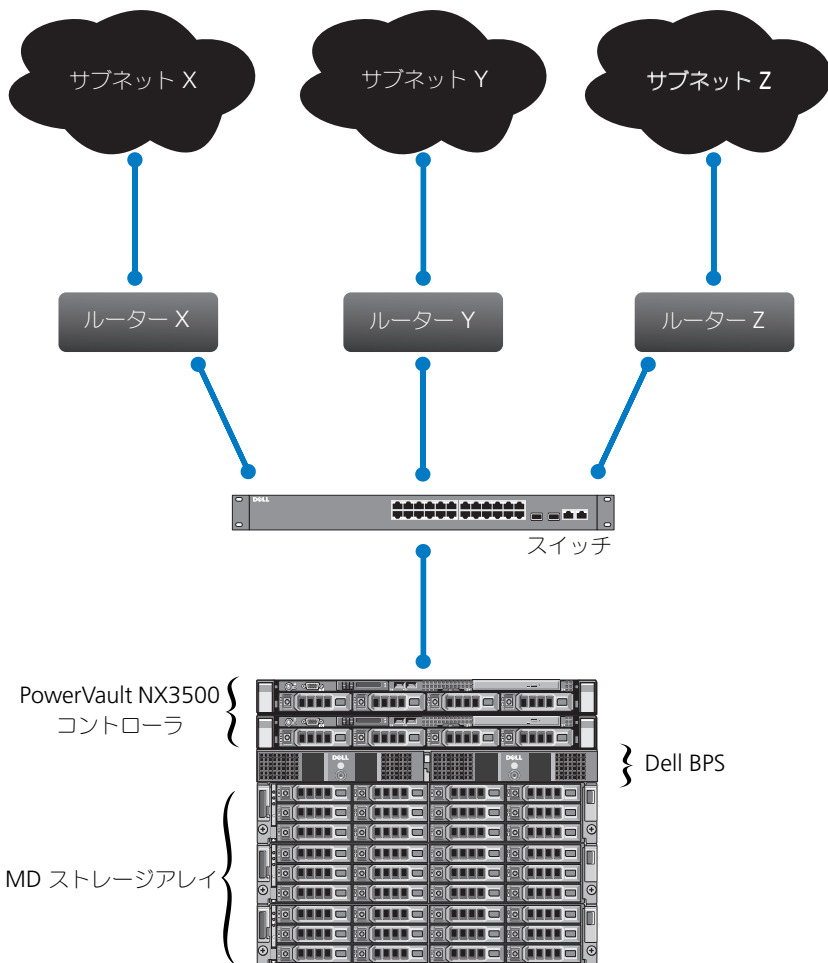 サブネット X
サブネット Y
サブネット Z
ルーター X
ルーター Y
ルーター Z
DELL
スイッチ
PowerVault NX3500
コントローラ
DELL
DELL
Dell BPS
MD ストレージアレイ